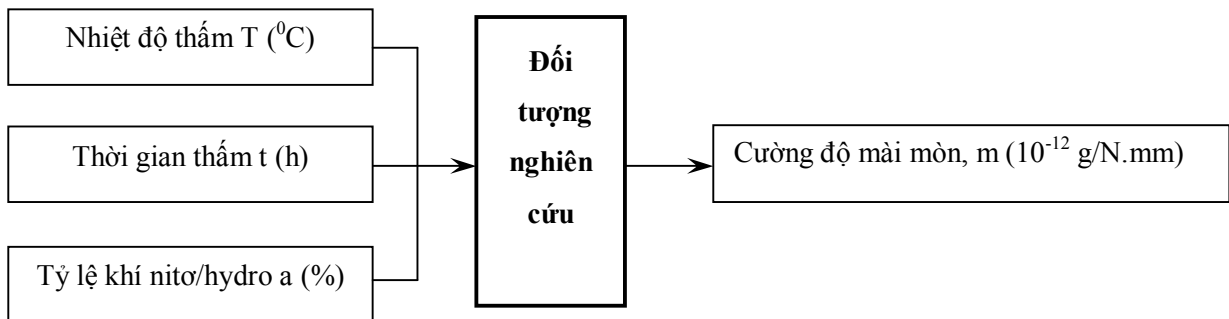 Nhiệt độ thấm T (⁰C)
Thời gian thấm t (h)
Tỷ lệ khí nitơ/hydro a (%)
Đối
tượng
nghiên
cứu
Cường độ mài mòn, m (10⁻¹² g/N.mm)